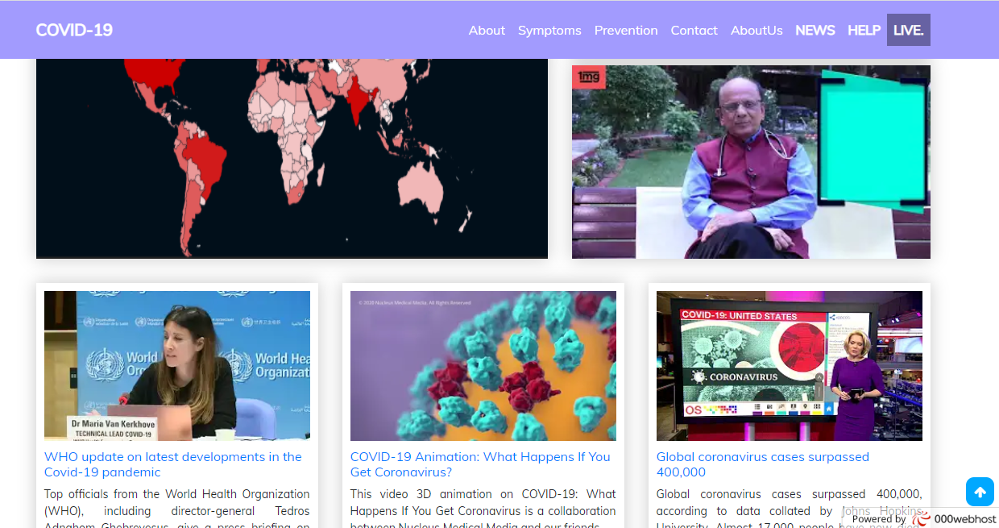 COVID-19
About Symptoms Prevention Contact AboutUs NEWS HELP LIVE.
1mg
World
World Hea
Organizat
Dr Maria Van Kerkhove
TECHNICAL LEAD COVID-19
© 2020 Nucleus Medical Media. All Rights Reserved
COVID-19: UNITED STATES
CORONAVIRUS
OS
WHO update on latest developments in the
Covid-19 pandemic
Top officials from the World Health Organization
(WHO), including director-general Tedros
Adnahom Ghebreyesus, give a press briefing on
COVID-19 Animation: What Happens If You
Get Coronavirus?
This video 3D animation on COVID-19: What
Happens If You Get Coronavirus is a collaboration
between Nucleus Medical Media and our friends
Global coronavirus cases surpassed
400,000
Global coronavirus cases surpassed 400,000,
according to data collated by Johns Hopkins
University. Almost 17,000 people have now died
Powered by 000webhost